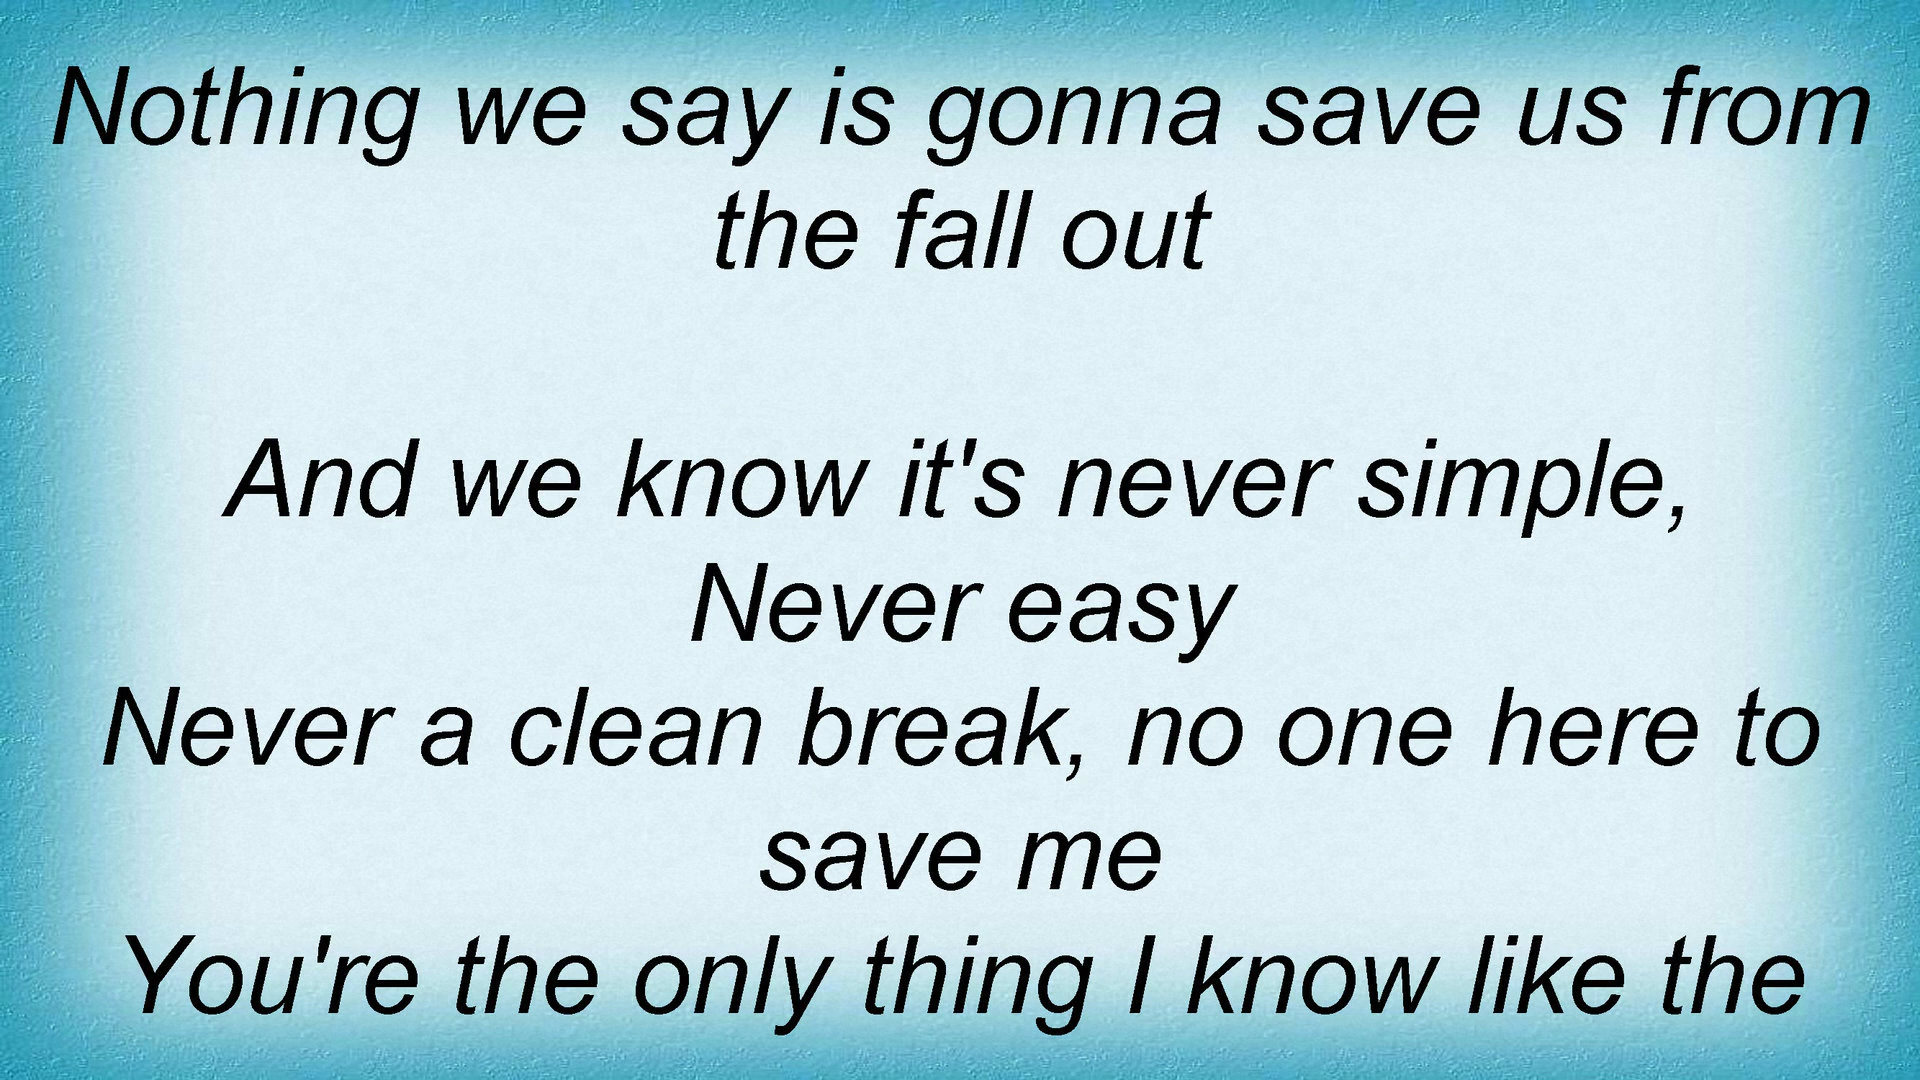 Nothing we say is gonna save us from
the fall out
And we know it's never simple,
Never easy
Never a clean break, no one here to
save me
You're the only thing I know like the